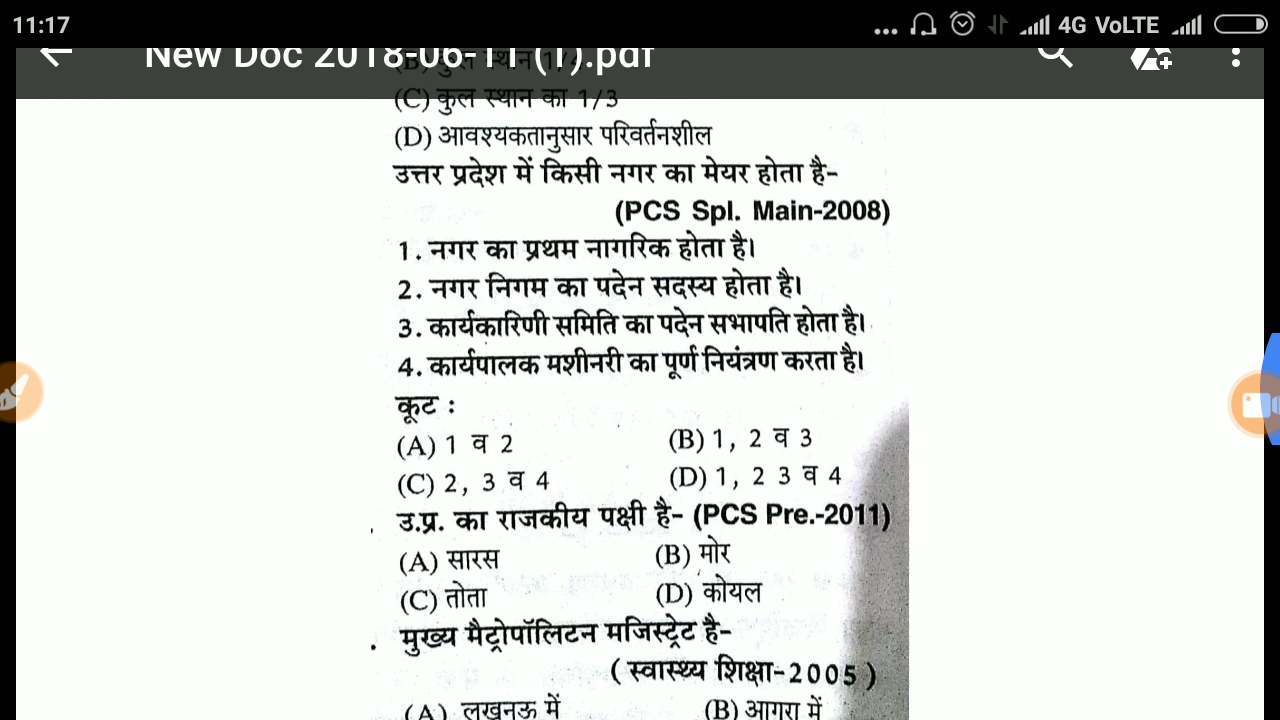 11:17
... 4G VoLTE
New Doc 2018-06-11 (1).pdf
(B) कुल स्थान 1/
(C) कुल स्थान का 1/3
(D) आवश्यकतानुसार परिवर्तनशील
उत्तर प्रदेश में किसी नगर का मेयर होता है-
(PCS Spl. Main-2008)
1. नगर का प्रथम नागरिक होता है।
2. नगर निगम का पदेन सदस्य होता है।
3. कार्यकारिणी समिति का पदेन सभापति होता है।
4. कार्यपालक मशीनरी का पूर्ण नियंत्रण करता है।
कूट :
(A) 1 व 2 (B) 1, 2 व 3
(C) 2, 3 व 4 (D) 1, 2 3 व 4
उ.प्र. का राजकीय पक्षी है- (PCS Pre.-2011)
(A) सारस (B) मोर
(C) तोता (D) कोयल
मुख्य मैट्रोपॉलिटन मजिस्ट्रेट है-
( स्वास्थ्य शिक्षा-2005 )
(A) लखनऊ में (B) आगरा में